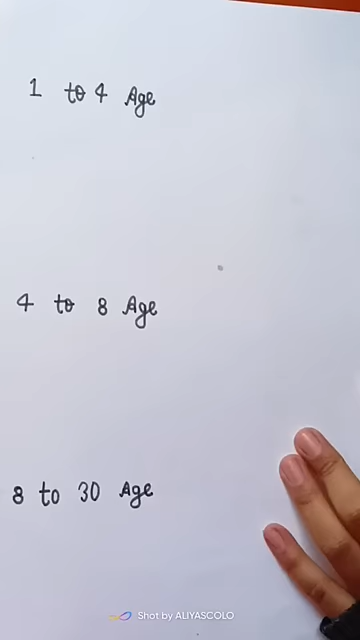 1 to 4 Age
4 to 8 Age
8 to 30 Age
Shot by ALIYASCOLO